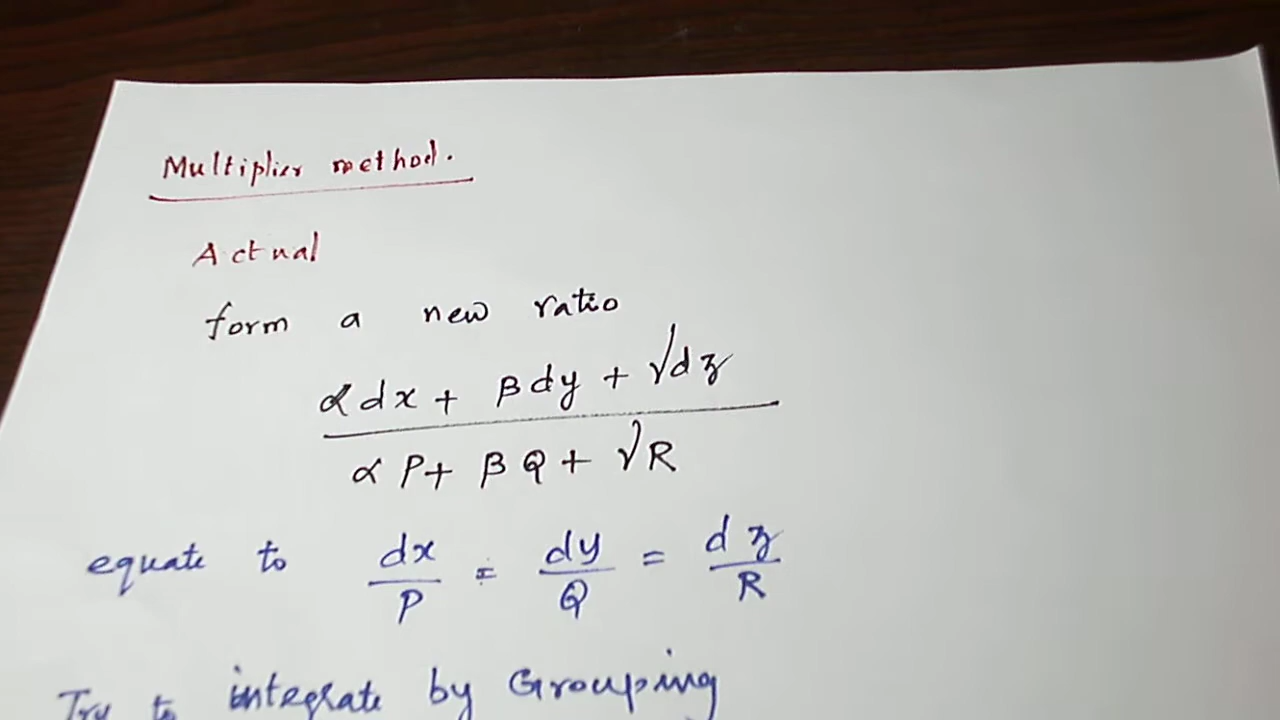 Multiplier method.
Actual
form a new ratio
αdx + βdy + γdz
αP + βQ + γR
equate to dx/P = dy/Q = dz/R
Try to integrate by Grouping